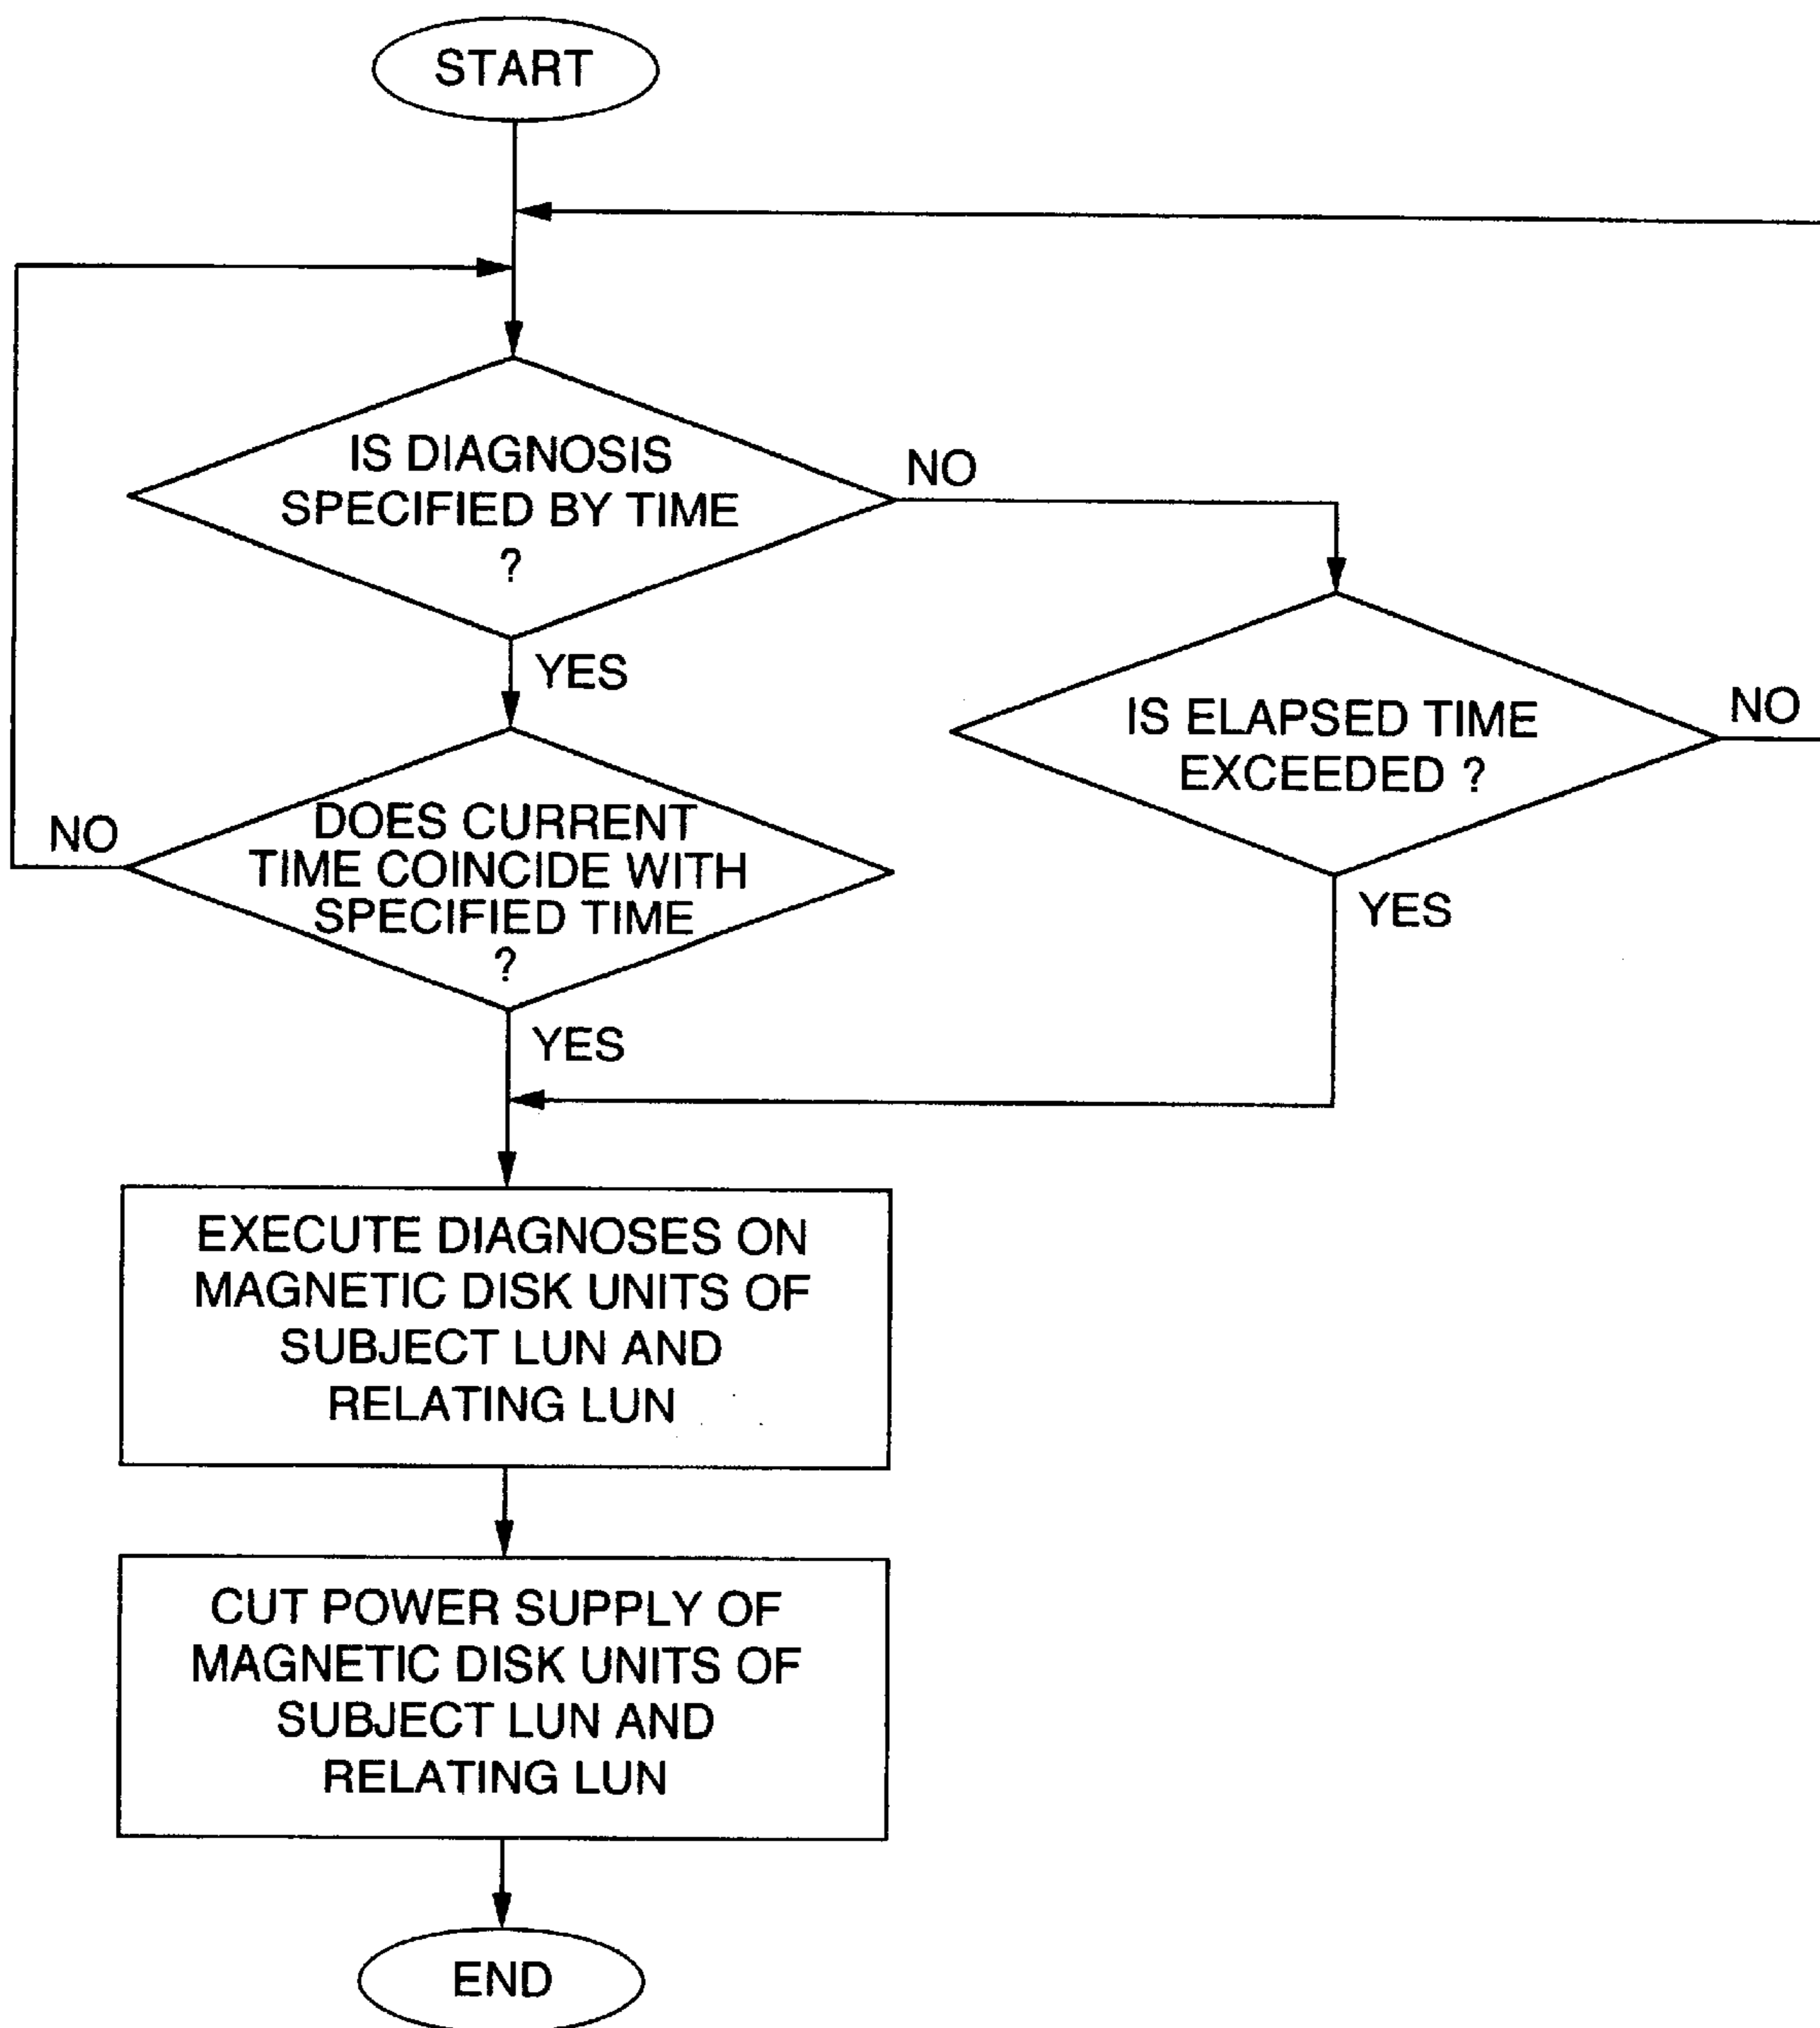 START
IS DIAGNOSIS
SPECIFIED BY TIME
?
NO
YES
IS ELAPSED TIME
EXCEEDED ?
NO
YES
DOES CURRENT
TIME COINCIDE WITH
SPECIFIED TIME
?
NO
YES
EXECUTE DIAGNOSES ON
MAGNETIC DISK UNITS OF
SUBJECT LUN AND
RELATING LUN
CUT POWER SUPPLY OF
MAGNETIC DISK UNITS OF
SUBJECT LUN AND
RELATING LUN
END